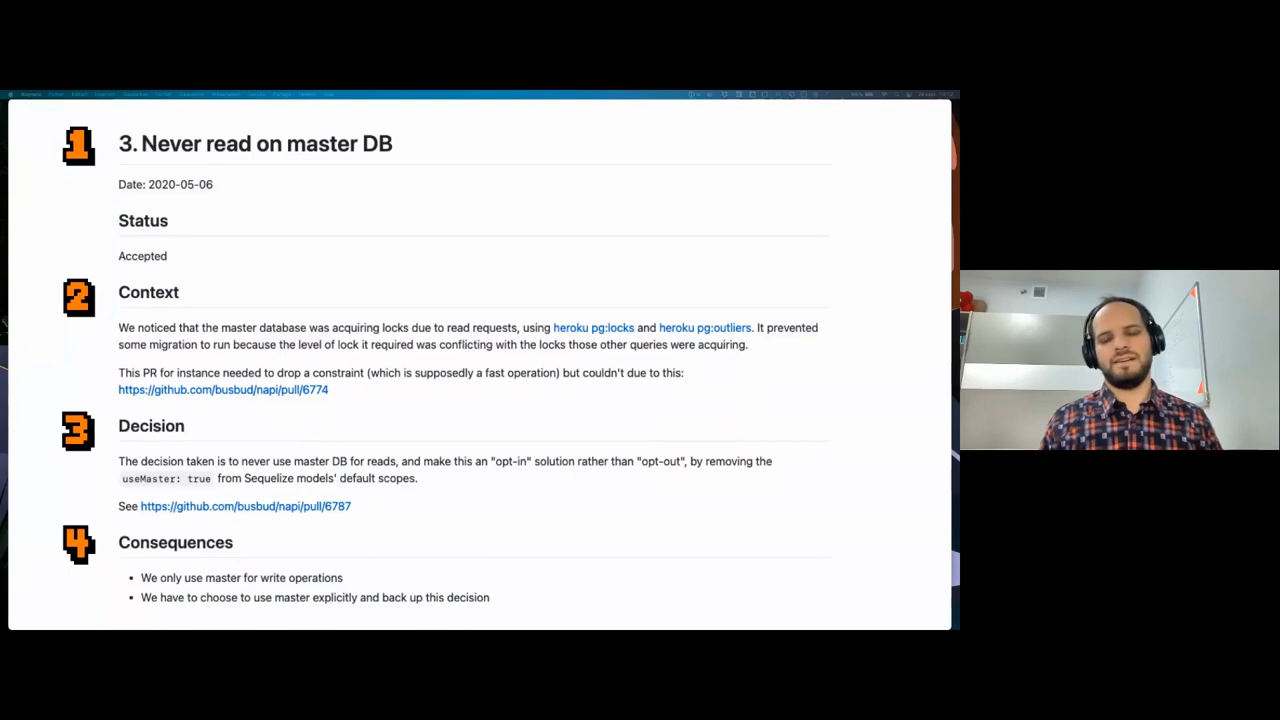 1
3. Never read on master DB
Date: 2020-05-06
Status
Accepted
2
Context
We noticed that the master database was acquiring locks due to read requests, using heroku pg:locks and heroku pg:outliers. It prevented
some migration to run because the level of lock it required was conflicting with the locks those other queries were acquiring.
This PR for instance needed to drop a constraint (which is supposedly a fast operation) but couldn't due to this:
https://github.com/busbud/napi/pull/6774
3
Decision
The decision taken is to never use master DB for reads, and make this an "opt-in" solution rather than "opt-out", by removing the
useMaster: true from Sequelize models' default scopes.
See https://github.com/busbud/napi/pull/6787
4
Consequences
• We only use master for write operations
• We have to choose to use master explicitly and back up this decision